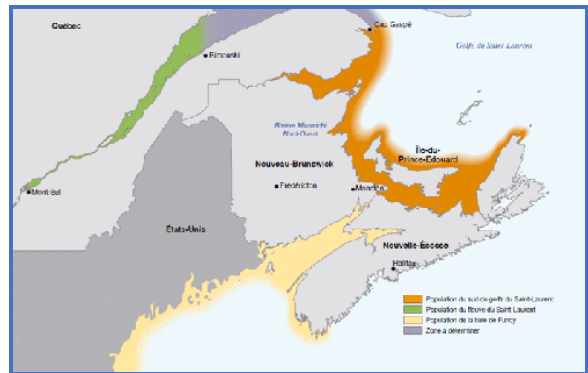 Québec
Cap Gaspé
Golfe du Saint-Laurent
Rimouski
Rivière Miramichi
Nord-Ouest
Île-du-
Prince-Édouard
Nouveau-Brunswick
Frédéricton
Moncton
Montréal
États-Unis
Nouvelle-Écosse
Halifax
Population du sud du golfe du Saint-Laurent
Population du fleuve du Saint Laurent
Population de la baie de Fundy
Zone à déterminer